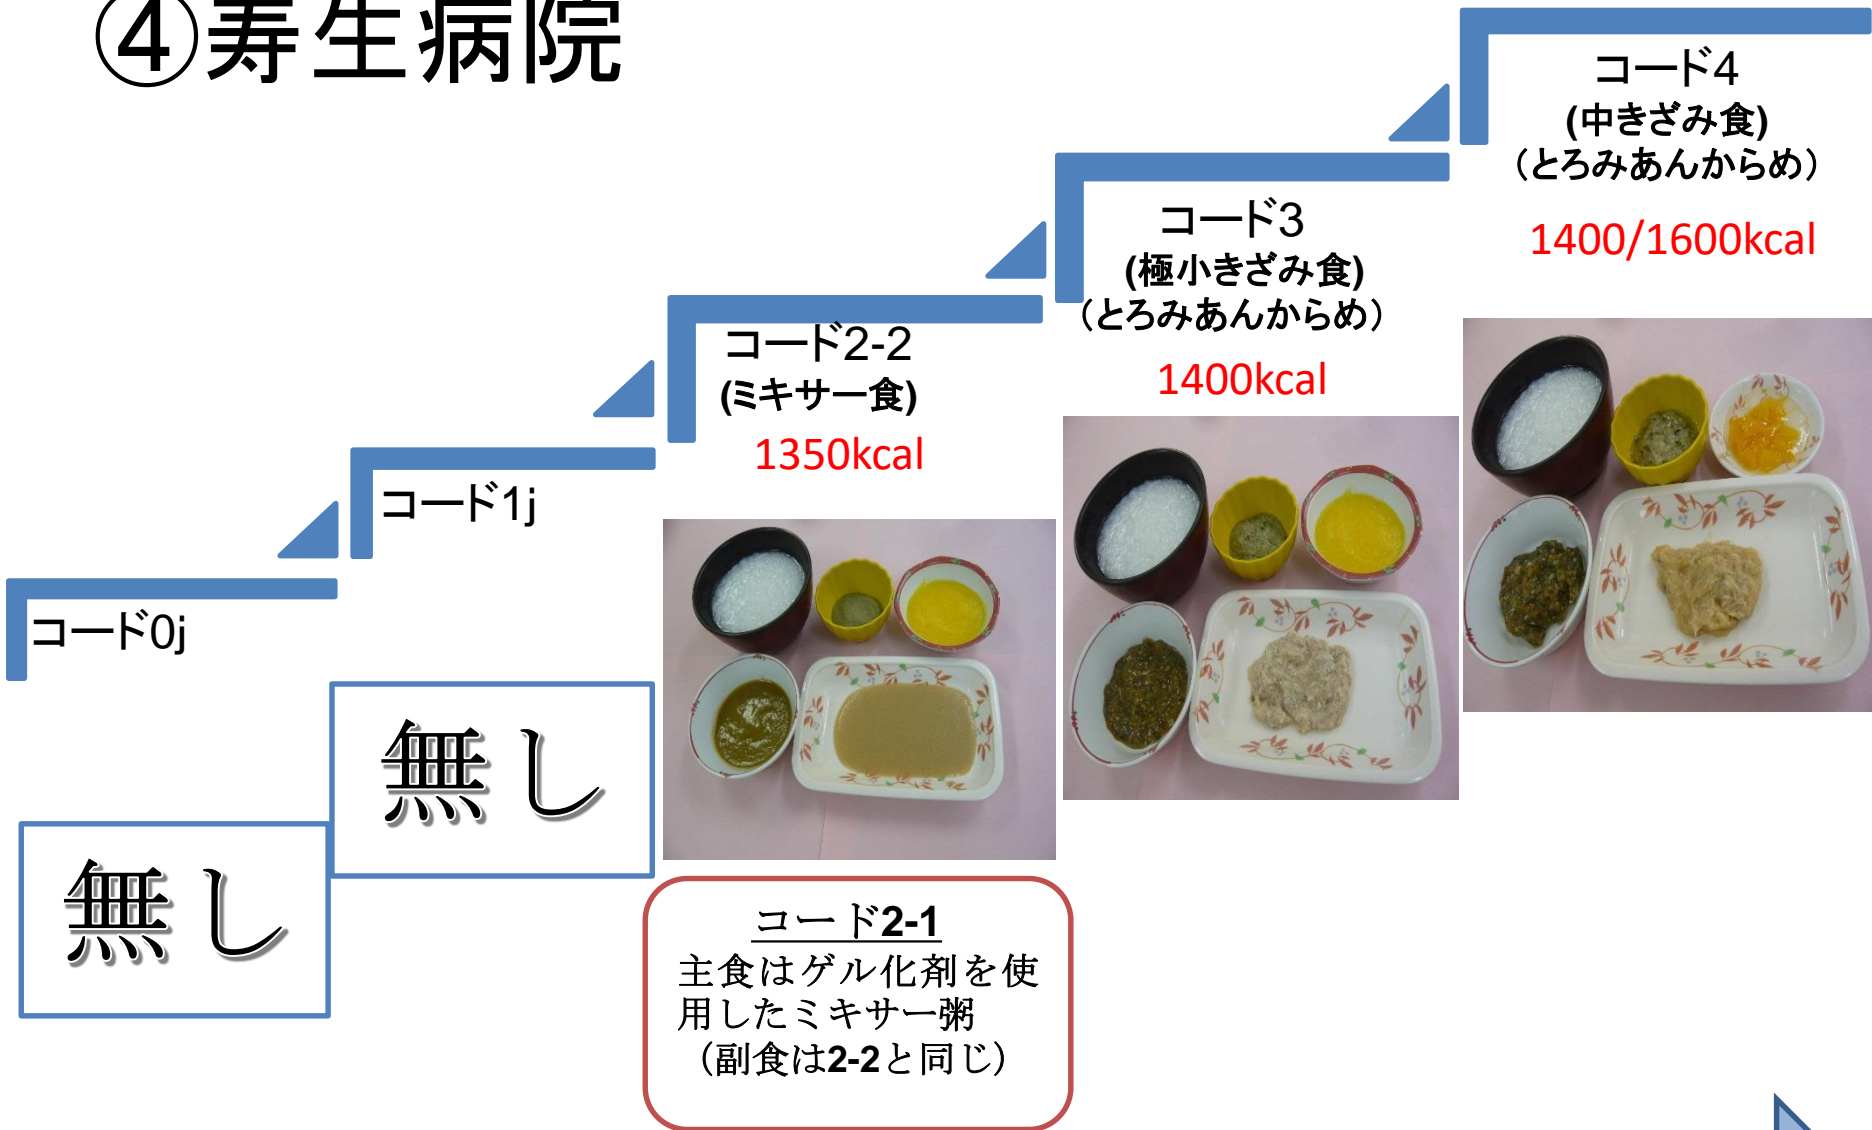 ④寿生病院
コード4
(中きざみ食)
（とろみあんからめ）
1400/1600kcal
コード3
(極小きざみ食)
（とろみあんからめ）
1400kcal
コード2-2
(ミキサー食)
1350kcal
コード1j
無し
コード0j
無し
コード2-1
主食はゲル化剤を使
用したミキサー粥
（副食は2-2と同じ）